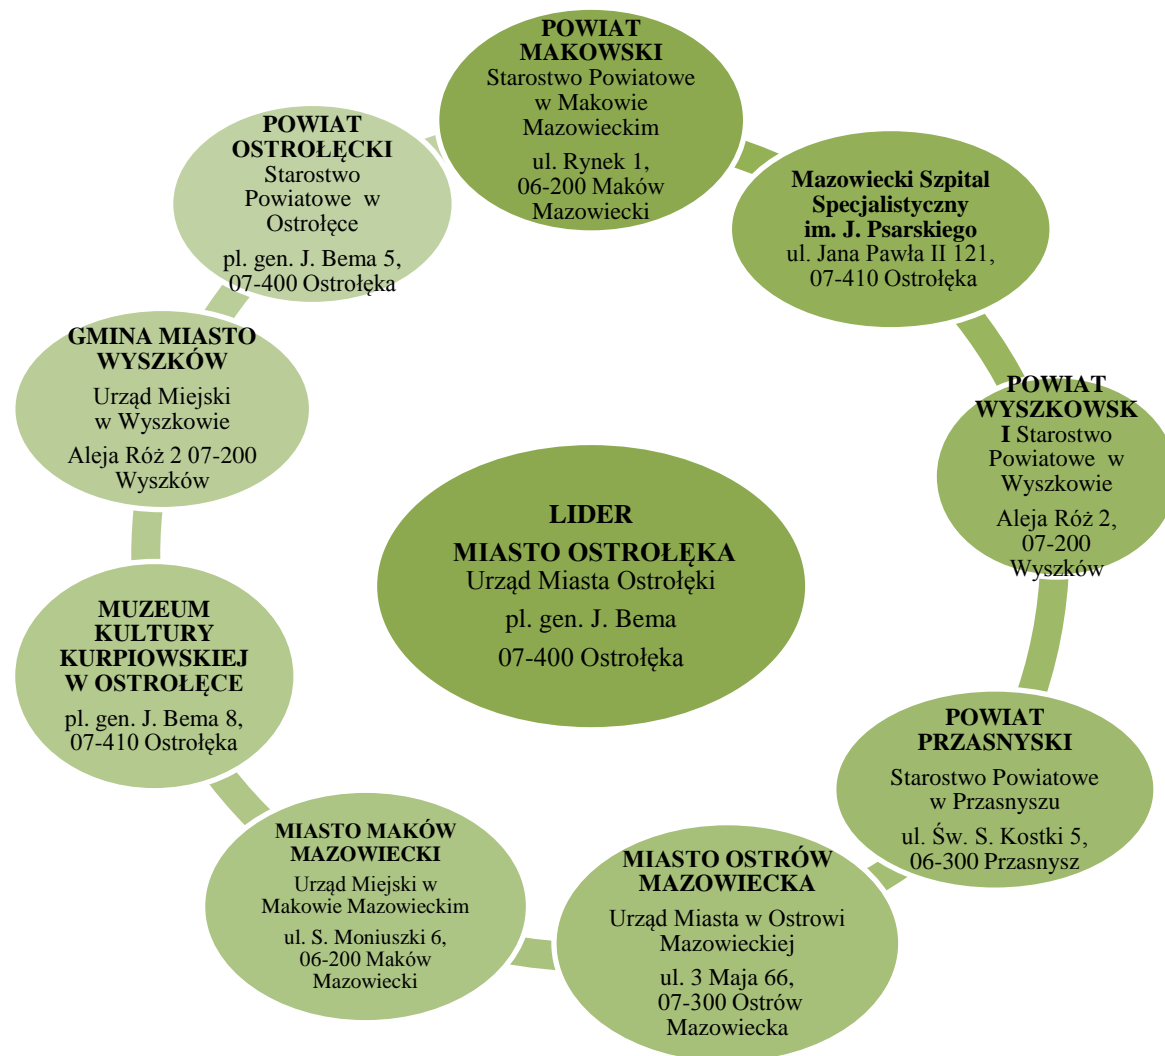 POWIAT
MAKOWSKI
Starostwo Powiatowe
w Makowie
Mazowieckim
ul. Rynek 1,
06-200 Maków
Mazowiecki
Mazowiecki Szpital
Specjalistyczny
im. J. Psarskiego
ul. Jana Pawła II 121,
07-410 Ostrołęka
POWIAT
WYSZKOWSK
I Starostwo
Powiatowe w
Wyszkowie
Aleja Róż 2,
07-200
Wyszków
POWIAT
PRZASNYSKI
Starostwo Powiatowe
w Przasnyszu
ul. Św. S. Kostki 5,
06-300 Przasnysz
MIASTO OSTRÓW
MAZOWIECKA
Urząd Miasta w Ostrowi
Mazowieckiej
ul. 3 Maja 66,
07-300 Ostrów
Mazowiecka
MIASTO MAKÓW
MAZOWIECKI
Urząd Miejski w
Makowie Mazowieckim
ul. S. Moniuszki 6,
06-200 Maków
Mazowiecki
MUZEUM
KULTURY
KURPIOWSKIEJ
W OSTROŁĘCE
pl. gen. J. Bema 8,
07-410 Ostrołęka
GMINA MIASTO
WYSZKÓW
Urząd Miejski
w Wyszkowie
Aleja Róż 2 07-200
Wyszków
POWIAT
OSTROŁĘCKI
Starostwo
Powiatowe w
Ostrołęce
pl. gen. J. Bema 5,
07-400 Ostrołęka
LIDER
MIASTO OSTROŁĘKA
Urząd Miasta Ostrołęki
pl. gen. J. Bema
07-400 Ostrołęka